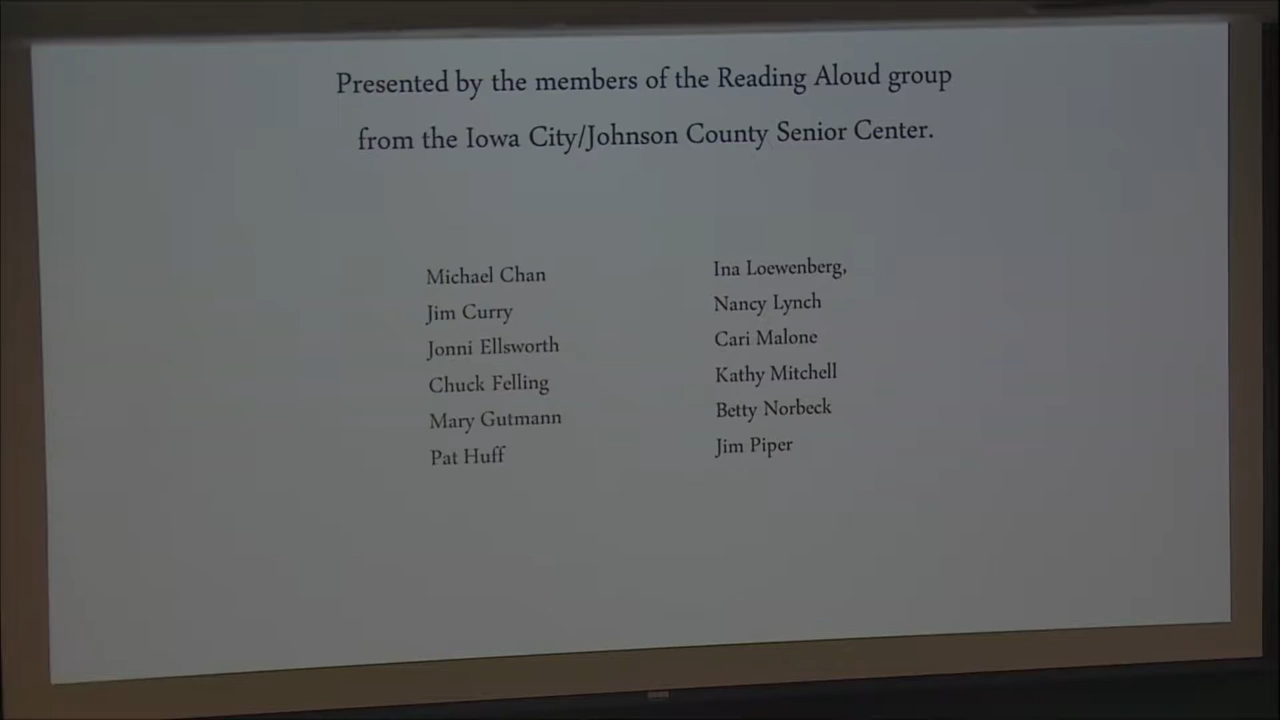 Presented by the members of the Reading Aloud group
from the Iowa City/Johnson County Senior Center.
Michael Chan
Jim Curry
Jonni Ellsworth
Chuck Felling
Mary Gutmann
Pat Huff
Ina Loewenberg,
Nancy Lynch
Cari Malone
Kathy Mitchell
Betty Norbeck
Jim Piper